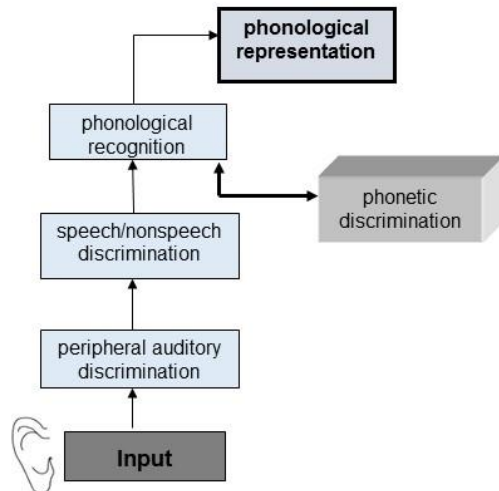 phonological
representation
phonological
recognition
phonetic
discrimination
speech/nonspeech
discrimination
peripheral auditory
discrimination
Input